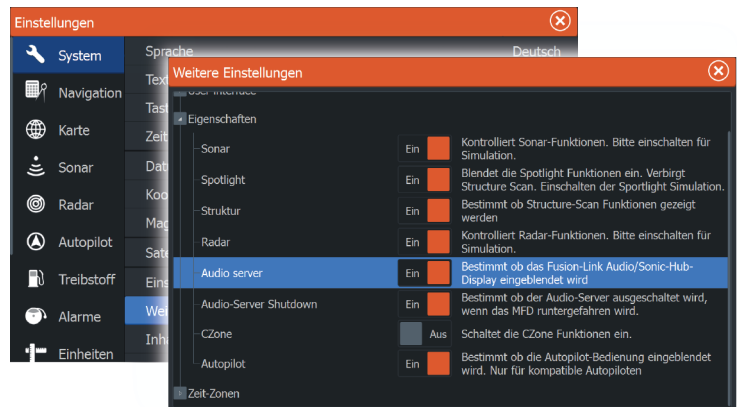 Einstellungen
System
Navigation
Karte
Sonar
Radar
Autopilot
Treibstoff
Alarme
Einheiten
Sprache
Deutsch
Weitere Einstellungen
User Interface
Eigenschaften
Sonar
Ein
Kontrolliert Sonar-Funktionen. Bitte einschalten für
Simulation.
Spotlight
Ein
Blendet die Spotlight Funktionen ein. Verbirgt
Structure Scan. Einschalten der Sportlight Simulation.
Struktur
Ein
Bestimmt ob Structure-Scan Funktionen gezeigt
werden
Radar
Ein
Kontrolliert Radar-Funktionen. Bitte einschalten für
Simulation.
Audio server
Ein
Bestimmt ob das Fusion-Link Audio/Sonic-Hub-
Display eingeblendet wird
Audio-Server Shutdown
Ein
Bestimmt ob der Audio-Server ausgeschaltet wird,
wenn das MFD runtergefahren wird.
CZone
Aus
Schaltet die CZone Funktionen ein.
Autopilot
Ein
Bestimmt ob die Autopilot-Bedienung eingeblendet
wird. Nur für kompatible Autopiloten
Zeit-Zonen